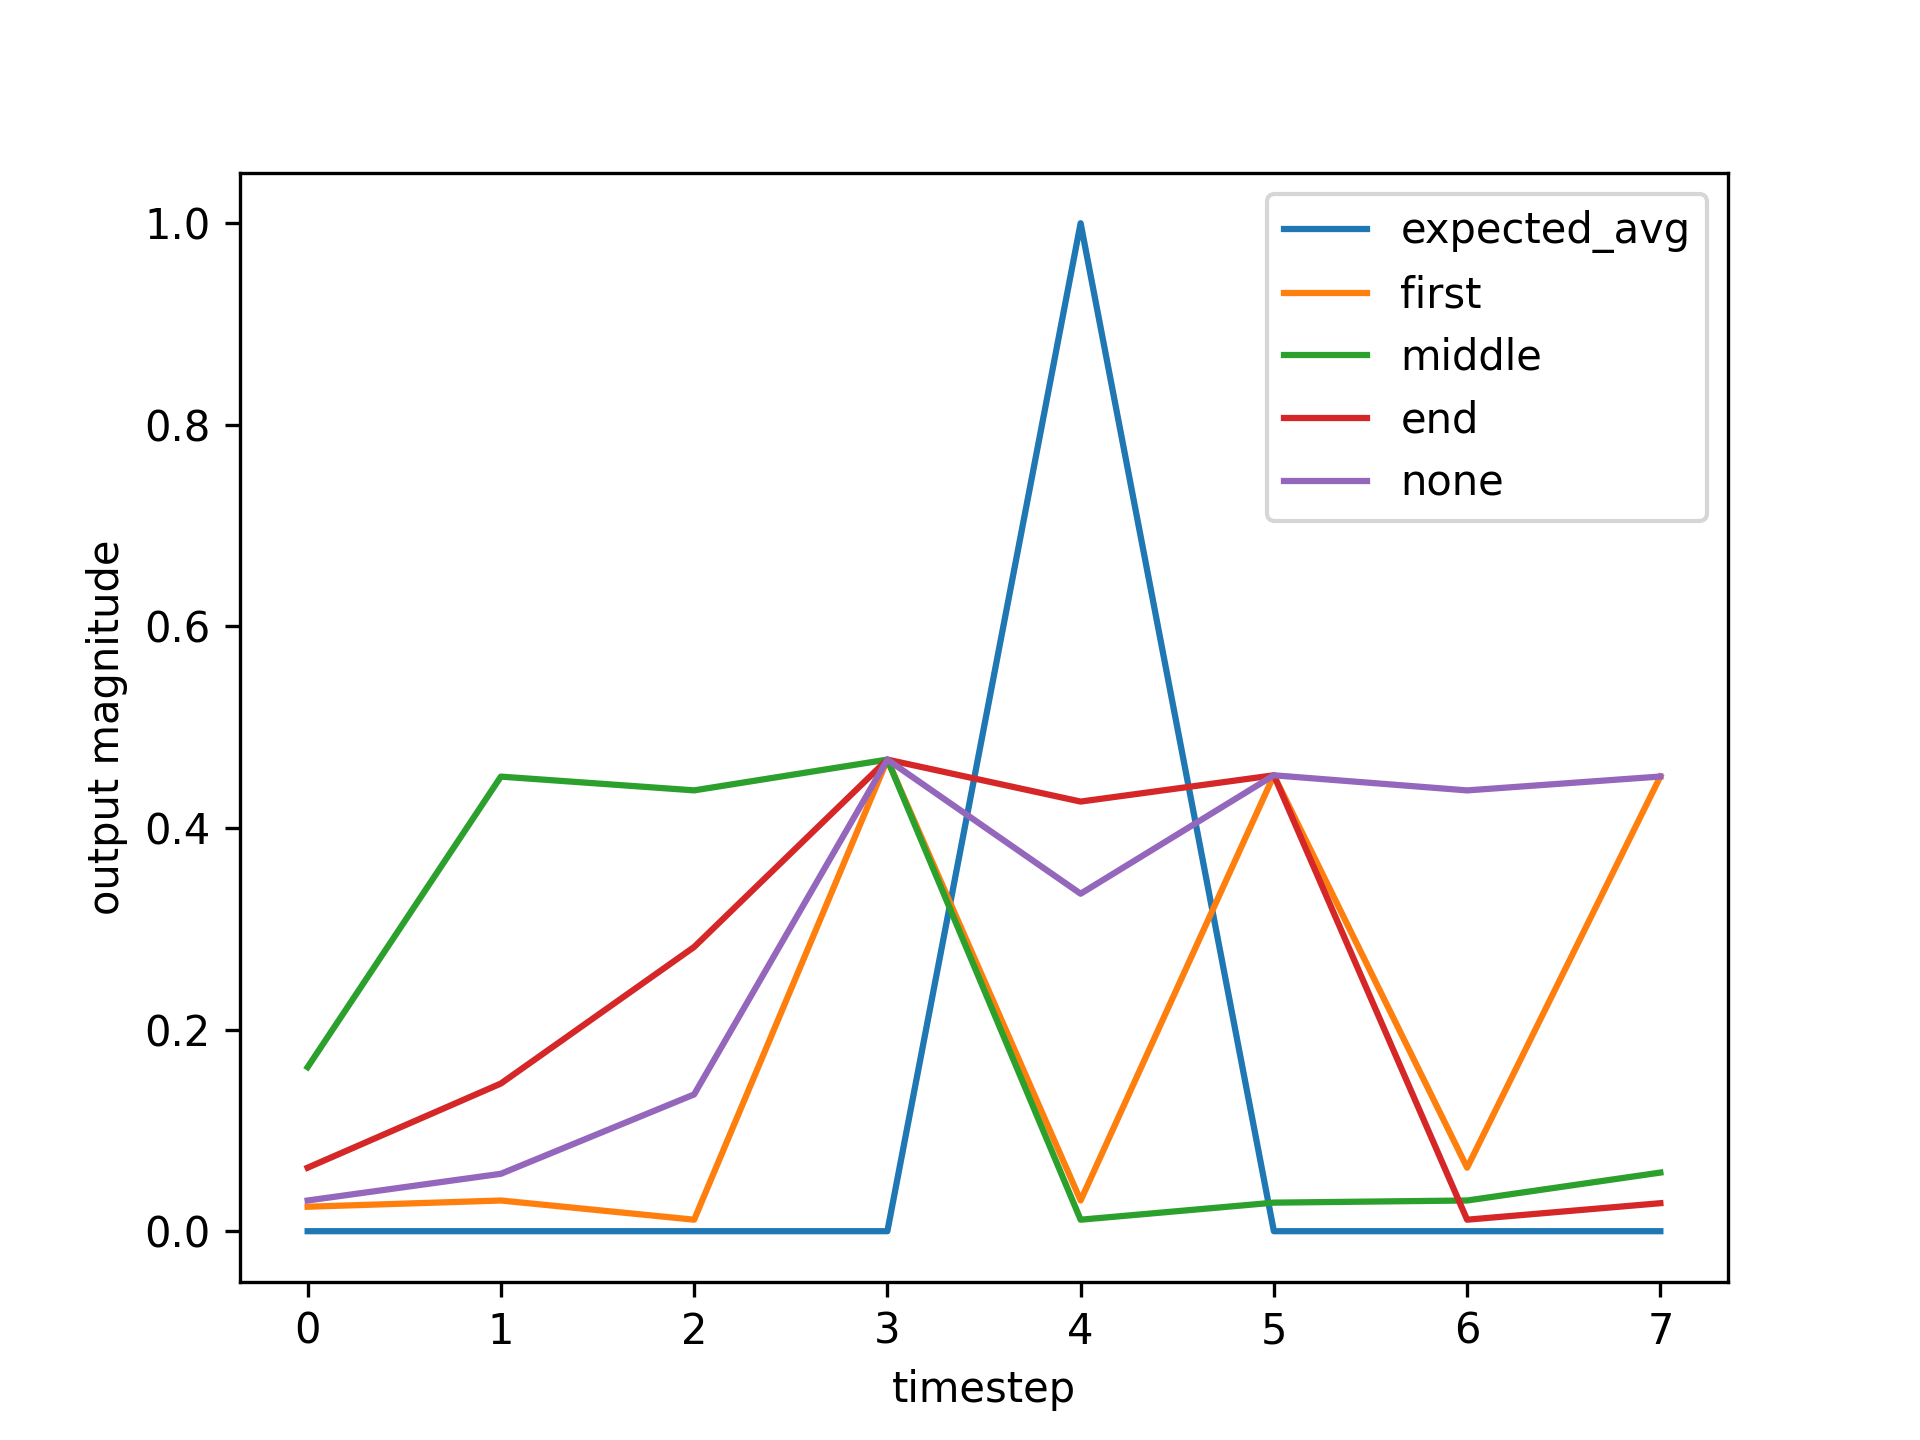 1.0
0.8
0.6
0.4
0.2
0.0
output magnitude
0 1 2 3 4 5 6 7
timestep
expected_avg
first
middle
end
none